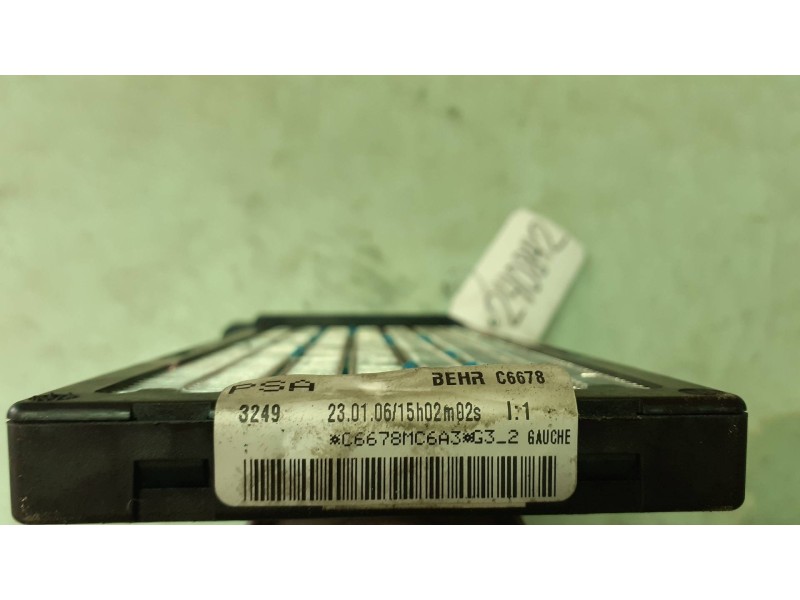 PSA BEHR C6678
3249 23.01.06/15h02m02s I:1
*C6678MC6A3*G3_2 GAUCHE